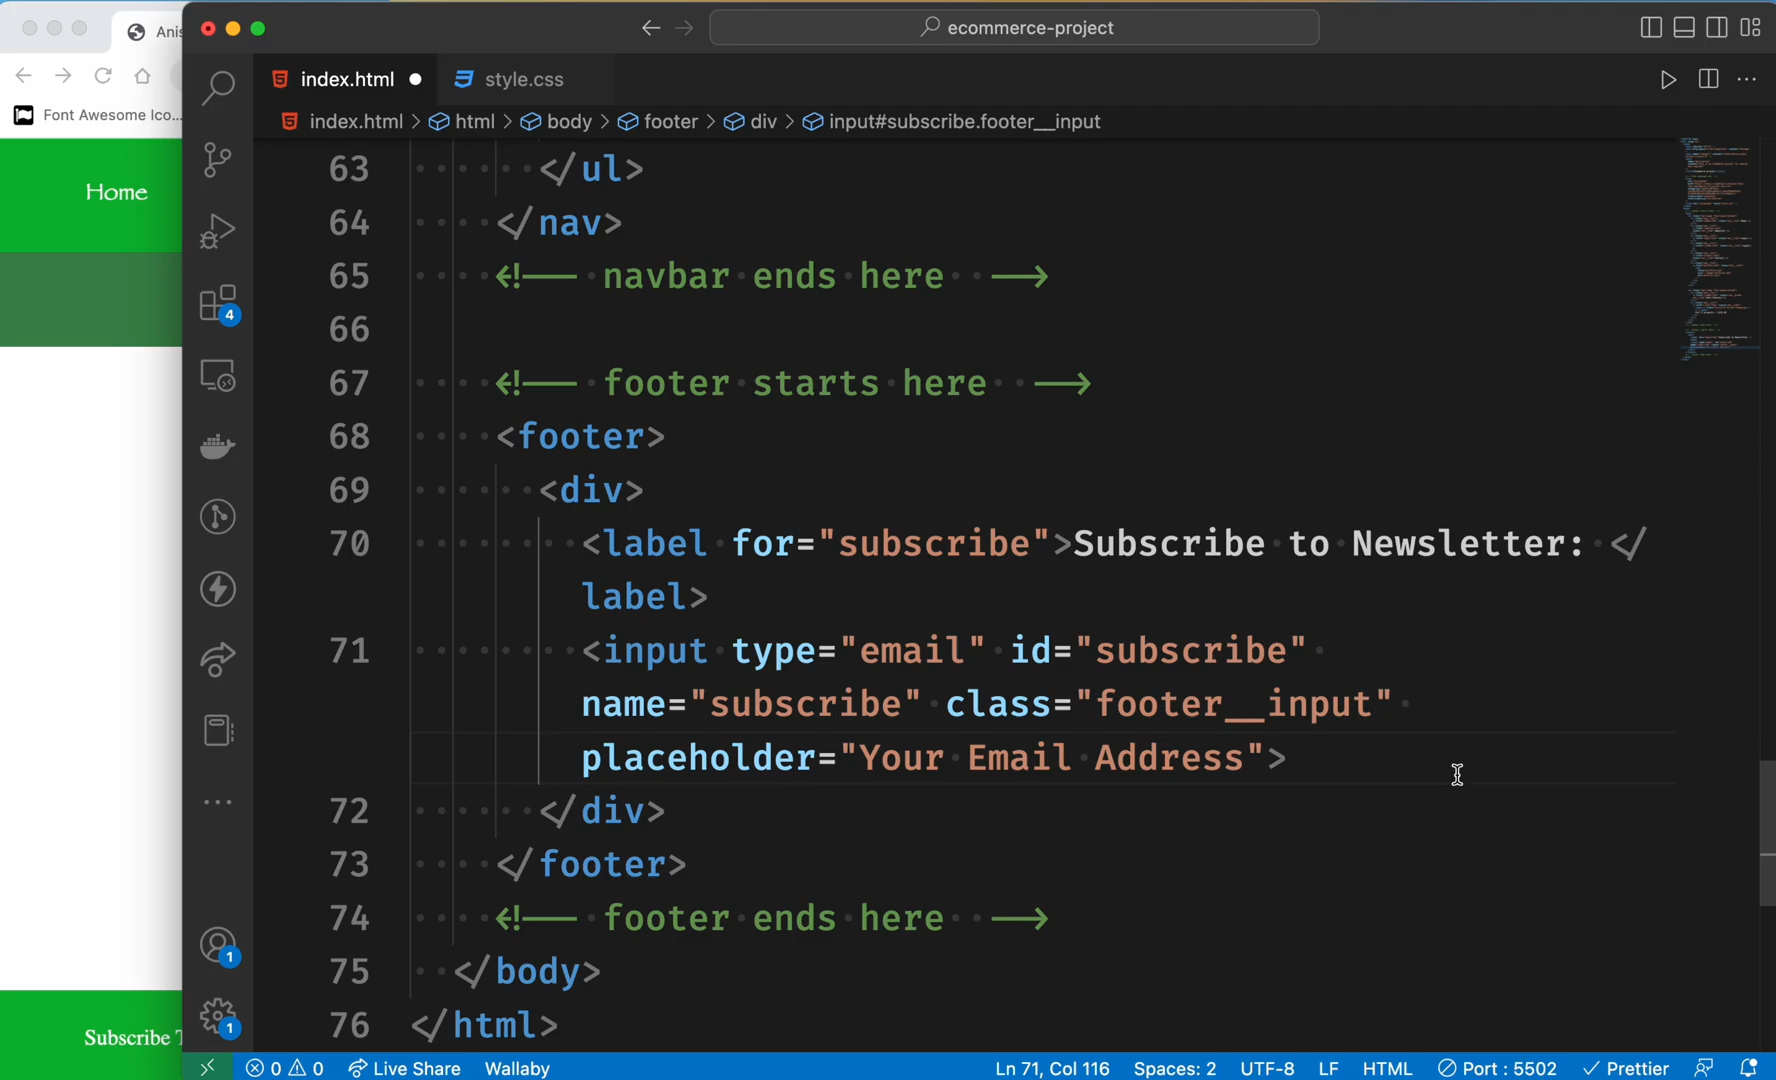 Anis
ecommerce-project
index.html
style.css
Font Awesome Ico...
index.html > html > body > footer > div > input#subscribe.footer__input
Home
63 </ul>
64 </nav>
65 <!-- navbar ends here -->
66
67 <!-- footer starts here -->
68 <footer>
69 <div>
70 <label for="subscribe">Subscribe to Newsletter: </
label>
71 <input type="email" id="subscribe"
name="subscribe" class="footer__input"
placeholder="Your Email Address">
72 </div>
73 </footer>
74 <!-- footer ends here -->
75 </body>
76 </html>
4
1
1
Subscribe T
0 0 Live Share Wallaby Ln 71, Col 116 Spaces: 2 UTF-8 LF HTML Port : 5502 Prettier